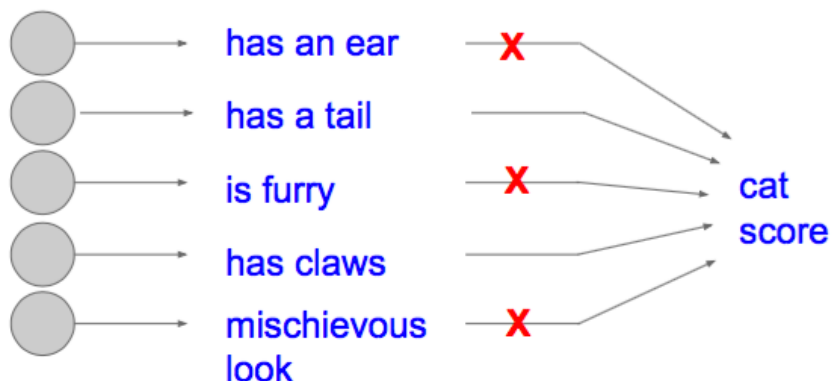 has an ear
X
has a tail
is furry
X
has claws
mischievous
look
X
cat
score